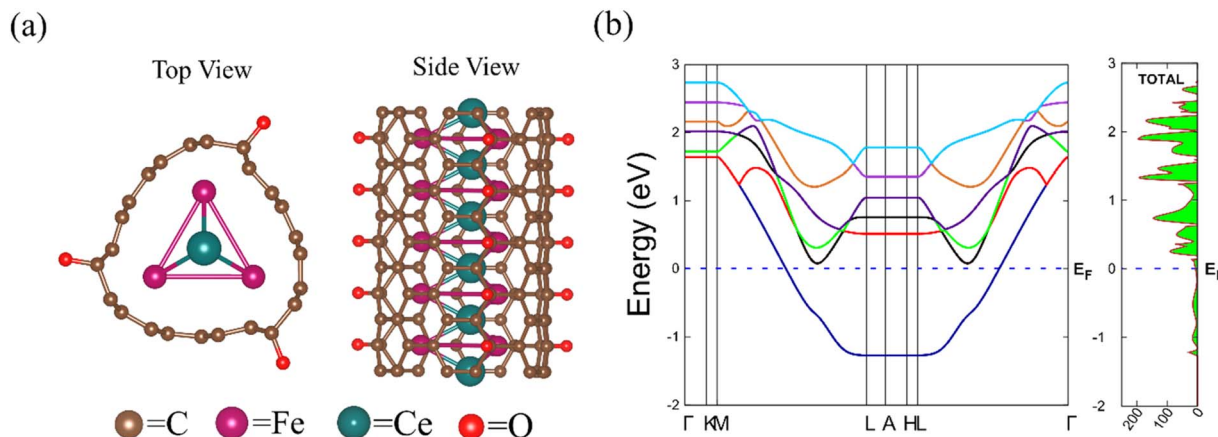 (a)
Top View
Side View
=C
=Fe
=Ce
=O
(b)
Energy (eV)
3
2
1
0
-1
-2
Γ
K
M
L
A
H
L
Γ
E_F
TOTAL
3
2
1
0
-1
-2
200
100
0
E